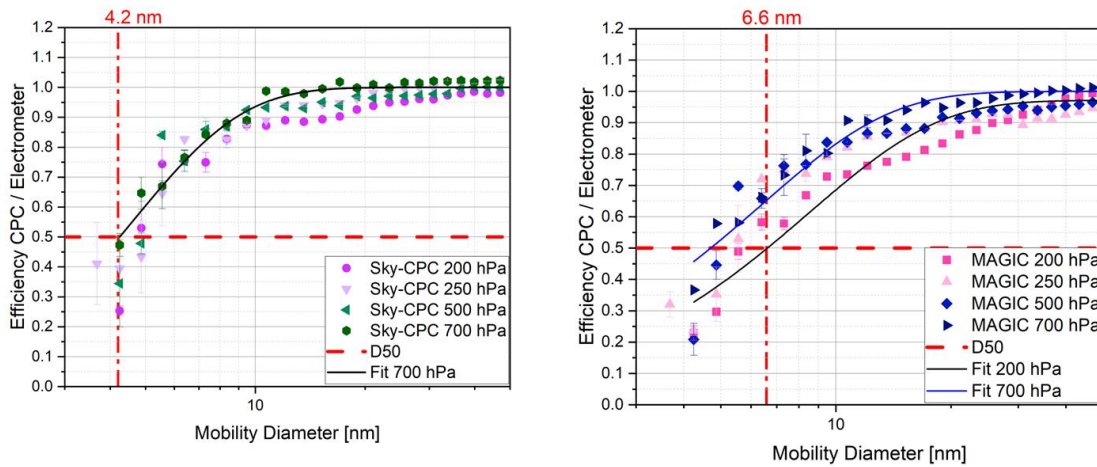 4.2 nm
1.2
1.1
1.0
0.9
0.8
0.7
0.6
0.5
0.4
0.3
0.2
0.1
0.0
Efficiency CPC / Electrometer
Sky-CPC 200 hPa
Sky-CPC 250 hPa
Sky-CPC 500 hPa
Sky-CPC 700 hPa
D50
Fit 700 hPa
10
Mobility Diameter [nm]
6.6 nm
1.2
1.1
1.0
0.9
0.8
0.7
0.6
0.5
0.4
0.3
0.2
0.1
0.0
Efficiency CPC / Electrometer
MAGIC 200 hPa
MAGIC 250 hPa
MAGIC 500 hPa
MAGIC 700 hPa
D50
Fit 200 hPa
Fit 700 hPa
10
Mobility Diameter [nm]